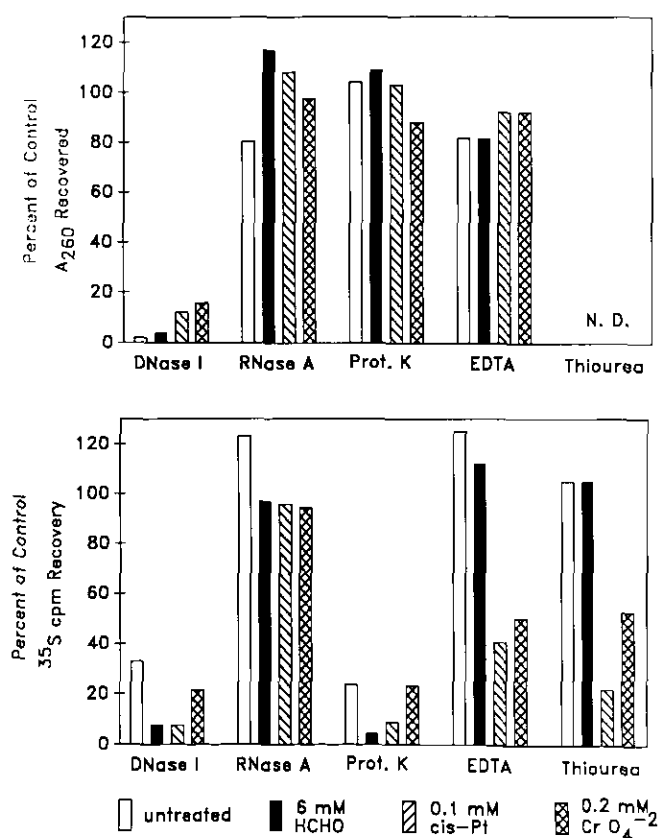 Percent of Control
A260 Recovered
120
100
80
60
40
20
0
N. D.
DNase I RNase A Prot. K EDTA Thiourea
Percent of Control
35S cpm Recovery
120
100
80
60
40
20
0
DNase I RNase A Prot. K EDTA Thiourea
untreated
6 mM
HCHO
0.1 mM
cis-Pt
0.2 mM
Cr O4-2